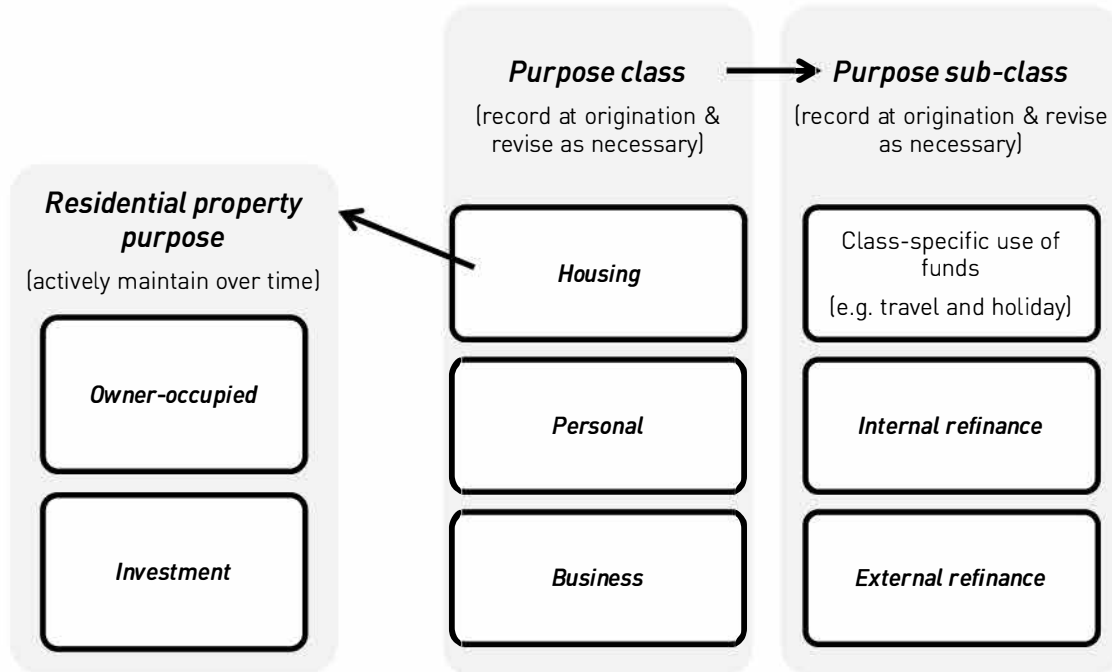 Residential property
purpose
(actively maintain over time)
Owner-occupied
Investment
Purpose class
(record at origination &
revise as necessary)
Housing
Personal
Business
Purpose sub-class
(record at origination & revise
as necessary)
Class-specific use of
funds
(e.g. travel and holiday)
Internal refinance
External refinance